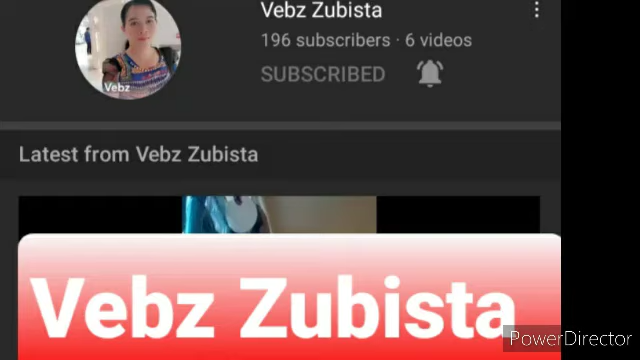 Vebz Zubista
196 subscribers · 6 videos
SUBSCRIBED
Vebz
Latest from Vebz Zubista
Vebz Zubista
PowerDirector